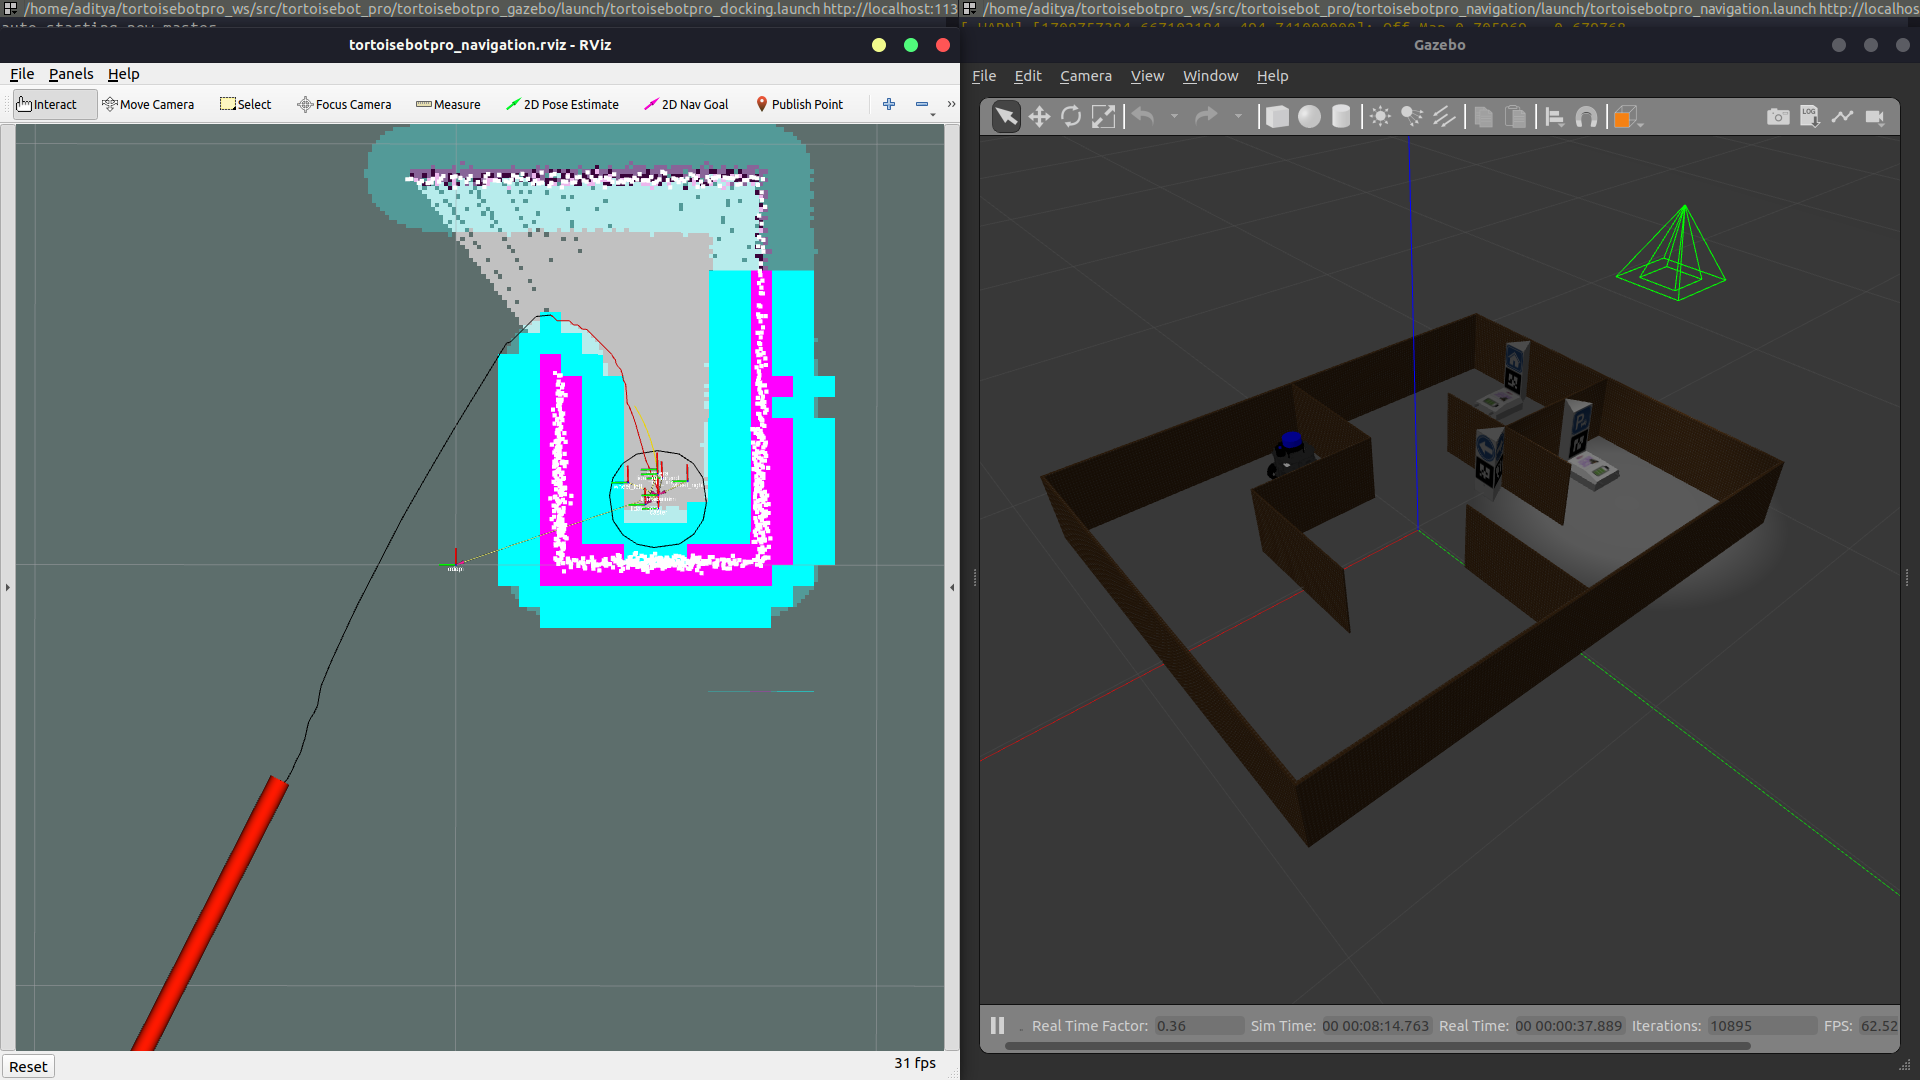 /home/aditya/tortoisebotpro_ws/src/tortoisebot_pro/tortoisebotpro_gazebo/launch/tortoisebotpro_docking.launch http://localhost:113
/home/aditya/tortoisebotpro_ws/src/tortoisebot_pro/tortoisebotpro_navigation/launch/tortoisebotpro_navigation.launch http://localhos
tortoisebotpro_navigation.rviz - RViz
File Panels Help
Interact Move Camera Select Focus Camera Measure 2D Pose Estimate 2D Nav Goal Publish Point »
Reset
31 fps
Gazebo
File Edit Camera View Window Help
LOG
Real Time Factor: 0.36 Sim Time: 00 00:08:14.763 Real Time: 00 00:00:37.889 Iterations: 10895 FPS: 62.52